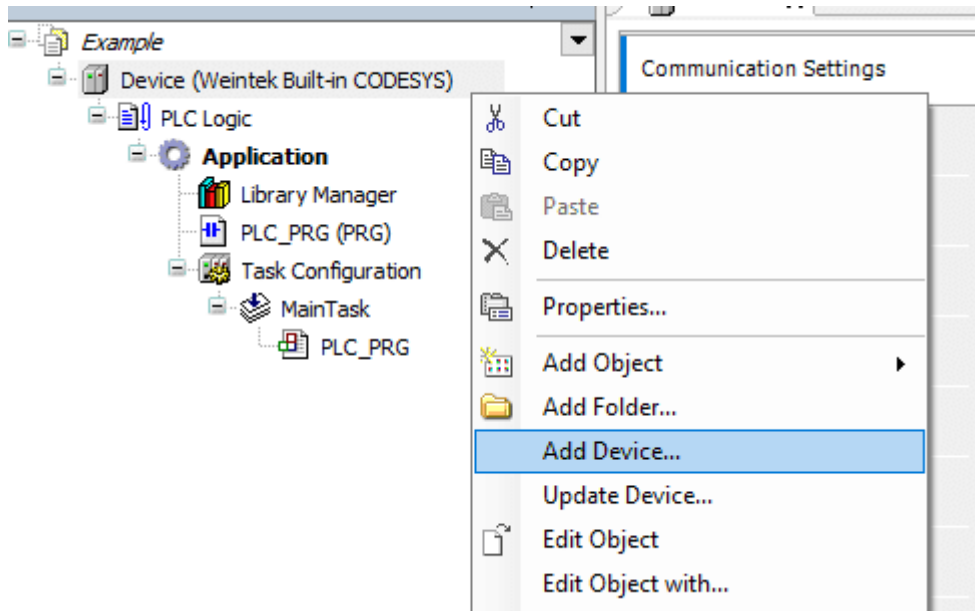 Example
Device (Weintek Built-in CODESYS)
PLC Logic
Application
Library Manager
PLC_PRG (PRG)
Task Configuration
MainTask
PLC_PRG
Communication Settings
Cut
Copy
Paste
Delete
Properties...
Add Object
Add Folder...
Add Device...
Update Device...
Edit Object
Edit Object with...